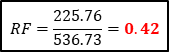 RF = 225.76 / 536.73 = 0.42